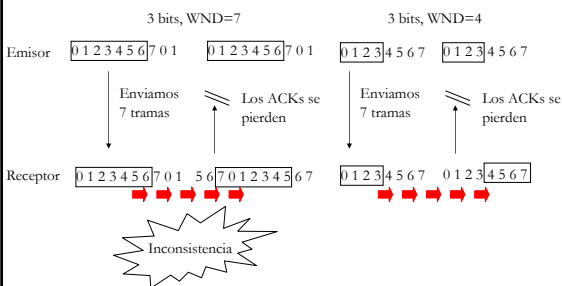 3 bits, WND=7
3 bits, WND=4
Emisor
0 1 2 3 4 5 6 7 0 1
0 1 2 3 4 5 6 7 0 1
0 1 2 3 4 5 6 7
0 1 2 3 4 5 6 7
Enviamos
7 tramas
Los ACKs se
pierden
Enviamos
7 tramas
Los ACKs se
pierden
Receptor
0 1 2 3 4 5 6 7 0 1
5 6 7 0 1 2 3 4 5 6 7
0 1 2 3 4 5 6 7
0 1 2 3 4 5 6 7
Inconsistencia